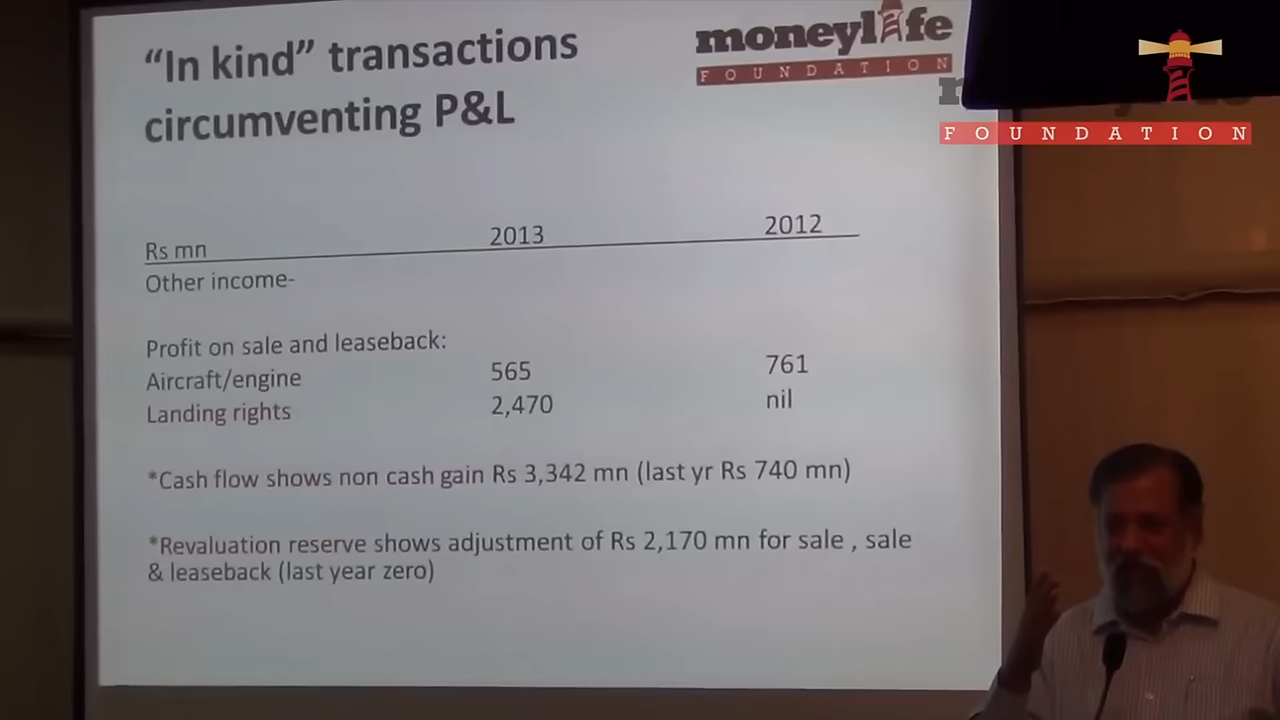 “In kind” transactions
circumventing P&L
moneylife
FOUNDATION
FOUNDATION
Rs mn 2013 2012
Other income-
Profit on sale and leaseback:
Aircraft/engine 565 761
Landing rights 2,470 nil
*Cash flow shows non cash gain Rs 3,342 mn (last yr Rs 740 mn)
*Revaluation reserve shows adjustment of Rs 2,170 mn for sale , sale
& leaseback (last year zero)